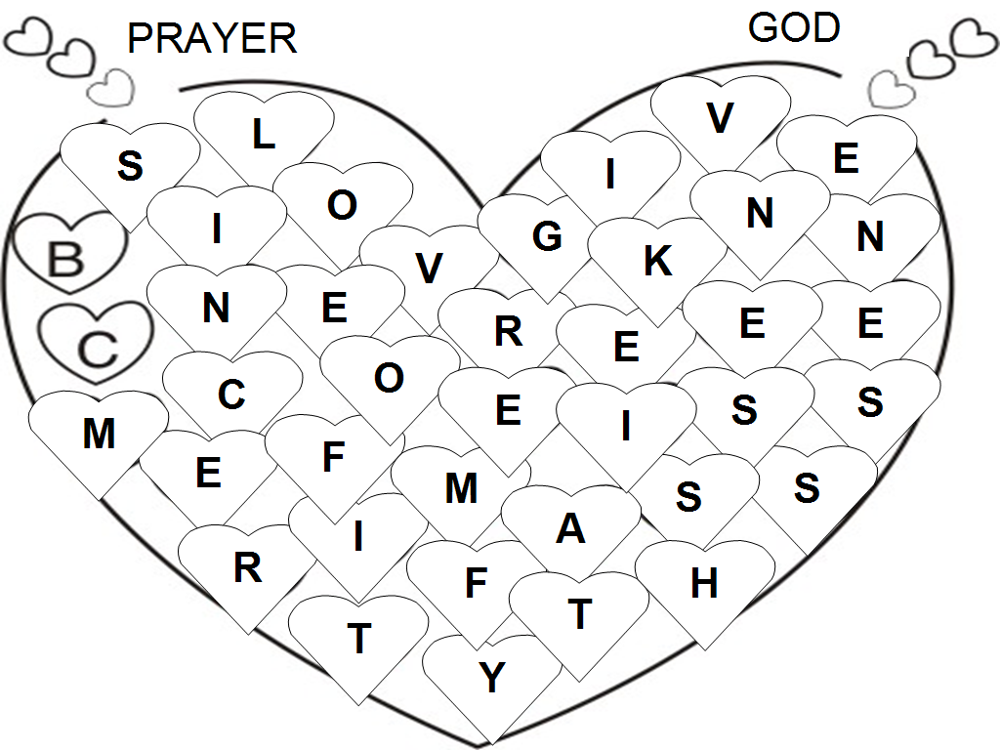 PRAYER GOD
L V
S I E
O N
I G N
B V K
N E R E E E
C
C O E I S S
M
E F M S S
R I A
F T H
T
Y